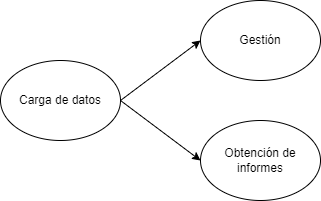 Gestión
Carga de datos
Obtención de
informes